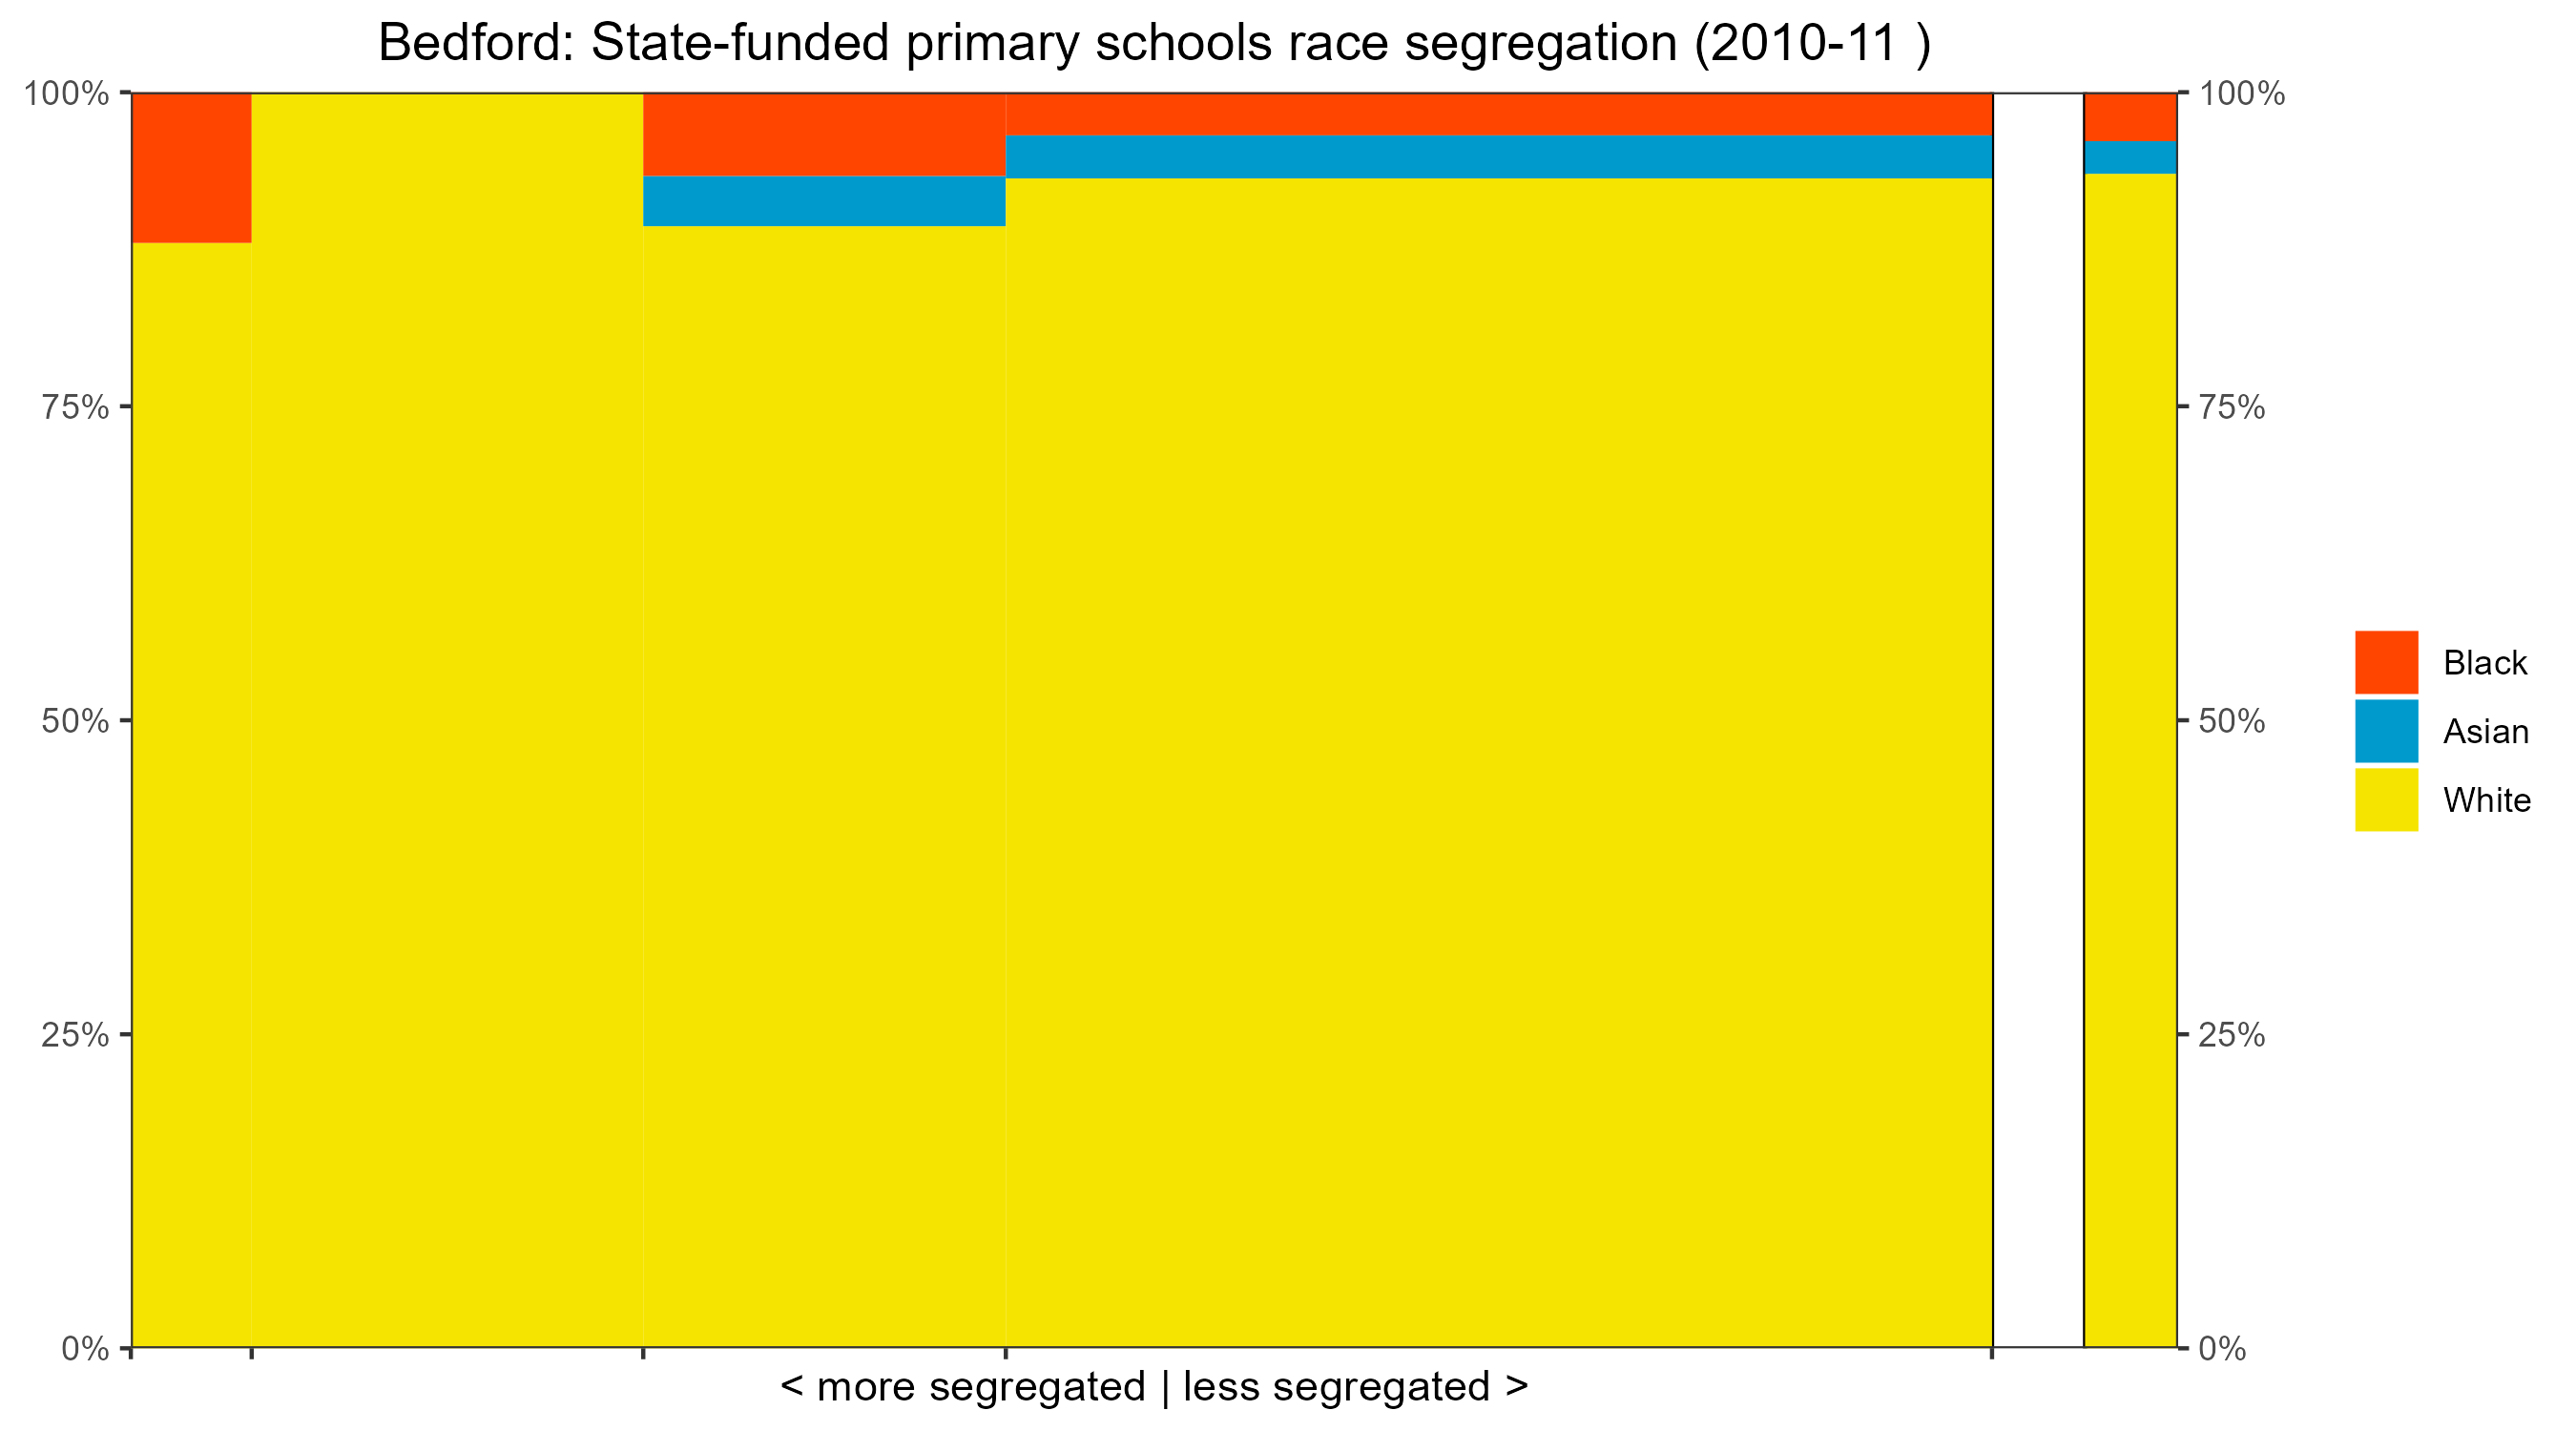 Bedford: State-funded primary schools race segregation (2010-11 )
100%
75%
50%
25%
0%
100%
75%
50%
25%
0%
Black
Asian
White
< more segregated | less segregated >